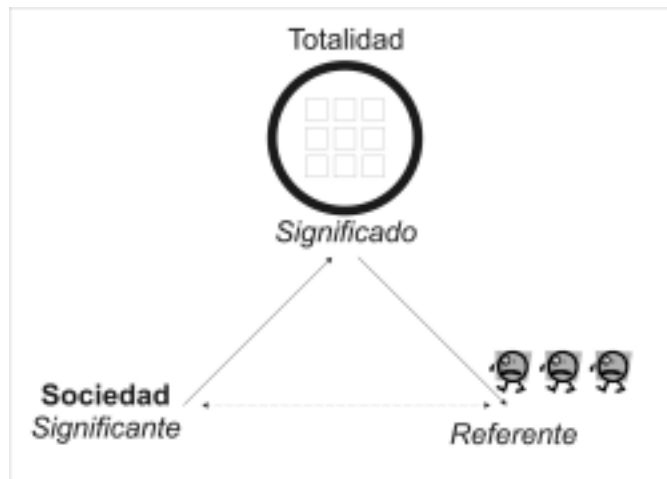 Totalidad
Significado
Sociedad
Significante
Referente